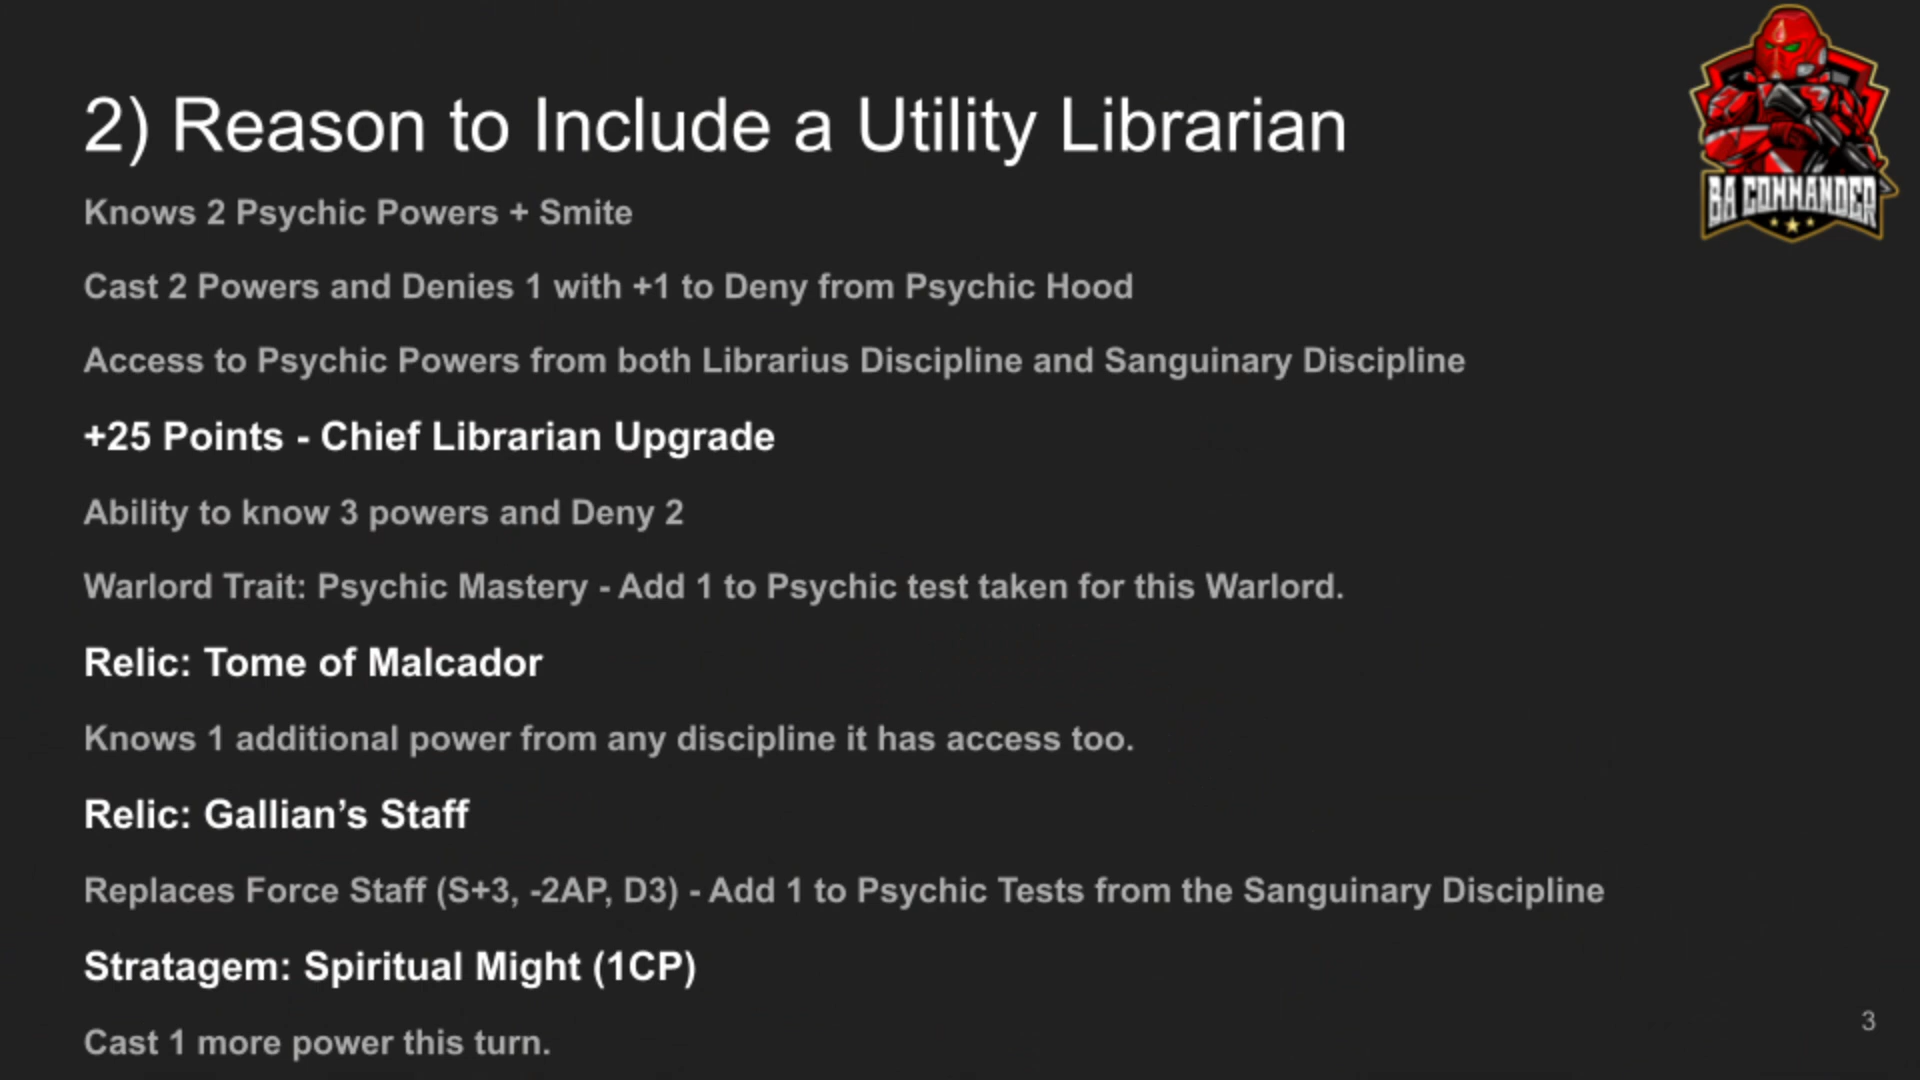 2) Reason to Include a Utility Librarian
BA COMMANDER
Knows 2 Psychic Powers + Smite
Cast 2 Powers and Denies 1 with +1 to Deny from Psychic Hood
Access to Psychic Powers from both Librarius Discipline and Sanguinary Discipline
+25 Points - Chief Librarian Upgrade
Ability to know 3 powers and Deny 2
Warlord Trait: Psychic Mastery - Add 1 to Psychic test taken for this Warlord.
Relic: Tome of Malcador
Knows 1 additional power from any discipline it has access too.
Relic: Gallian’s Staff
Replaces Force Staff (S+3, -2AP, D3) - Add 1 to Psychic Tests from the Sanguinary Discipline
Stratagem: Spiritual Might (1CP)
Cast 1 more power this turn.
3